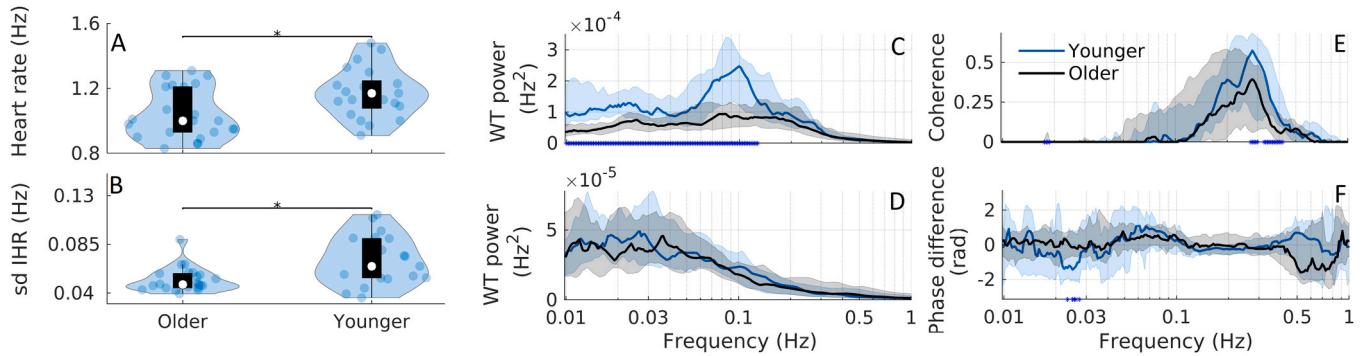 A
Heart rate (Hz)
1.6
1.2
0.8
*
B
sd IHR (Hz)
0.13
0.085
0.04
*
Older
Younger
C
×10⁻⁴
WT power
(Hz²)
3
2
1
0
D
×10⁻⁵
WT power
(Hz²)
5
0
0.01
0.03
0.1
0.5
1
Frequency (Hz)
E
Younger
Older
Coherence
0.5
0.25
0
F
Phase difference
(rad)
2
0
-2
0.01
0.03
0.1
0.5
1
Frequency (Hz)